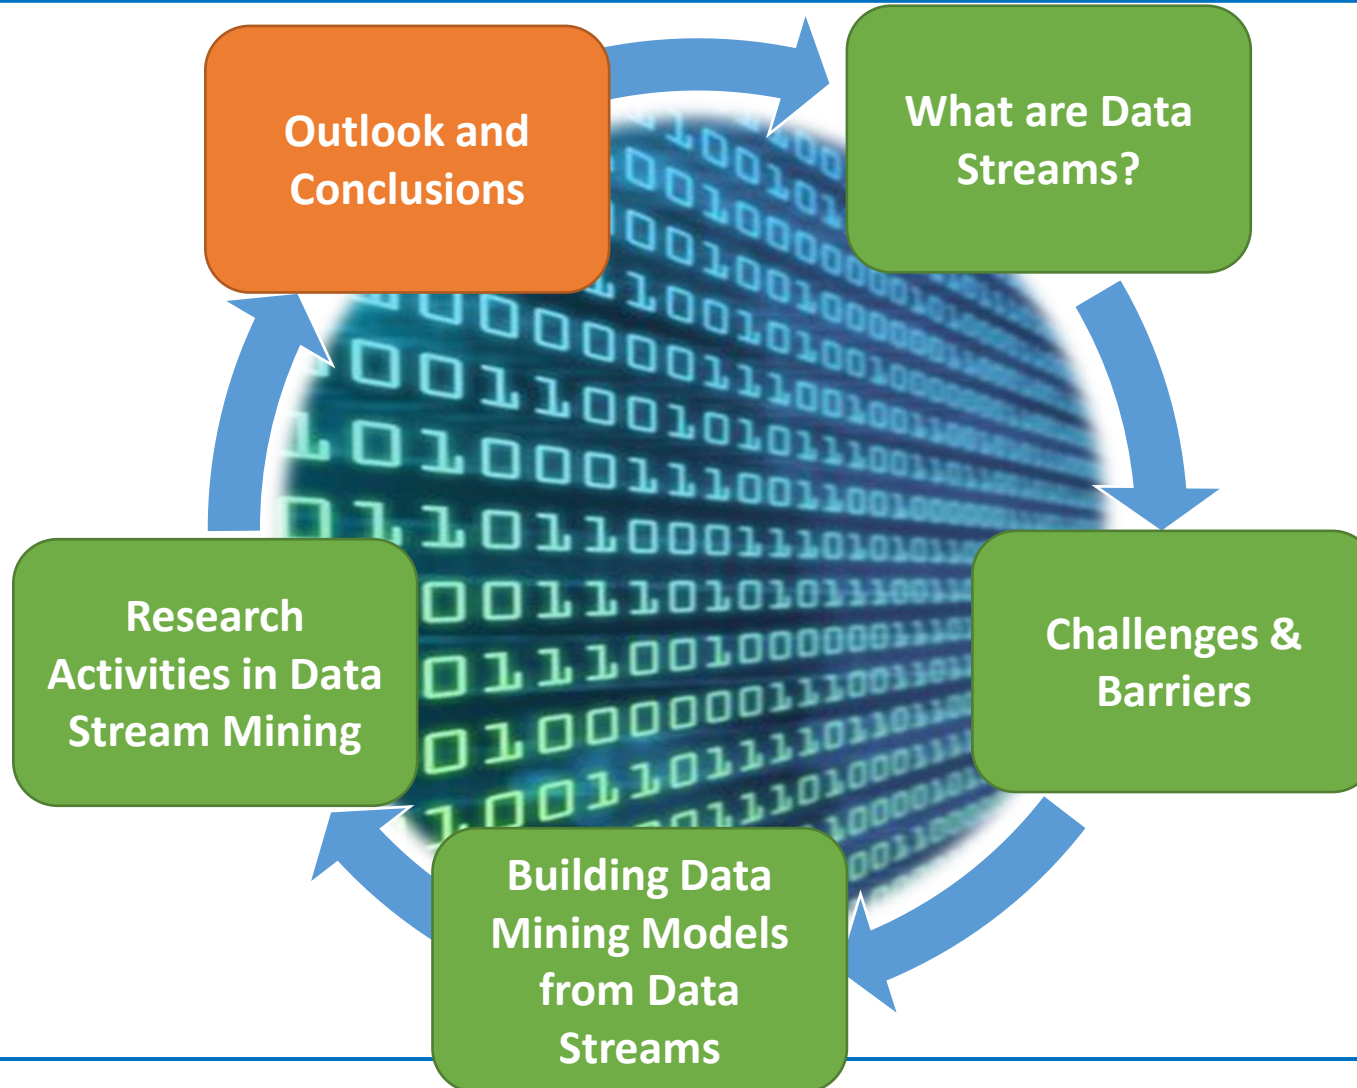 Outlook and
Conclusions
What are Data
Streams?
Challenges &
Barriers
Building Data
Mining Models
from Data
Streams
Research
Activities in Data
Stream Mining